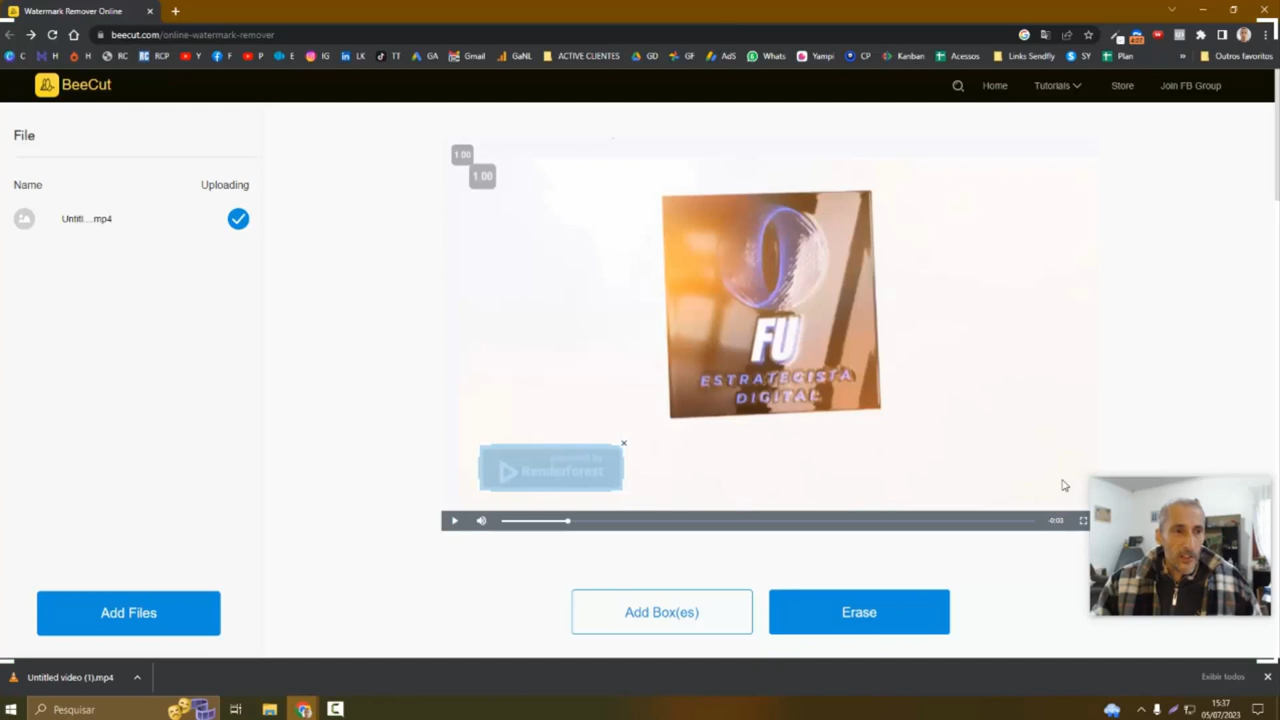 Watermark Remover Online
beecut.com/online-watermark-remover
C H H RC RCP Y F P E IG LK TT GA Gmail GaNL ACTIVE CLIENTES GD GF AdS Whats Yampi CP Kanban Acessos Links Sendfly SY Plan » Outros favoritos
BeeCut
Home Tutorials Store Join FB Group
File
Name Uploading
Untitl....mp4
1.00
1.00
FU
ESTRATEGISTA
DIGITAL
powered by
Renderforest
-0:03
Add Files
Add Box(es) Erase
Untitled video (1).mp4
Exibir todos
Pesquisar
15:37
05/07/2023